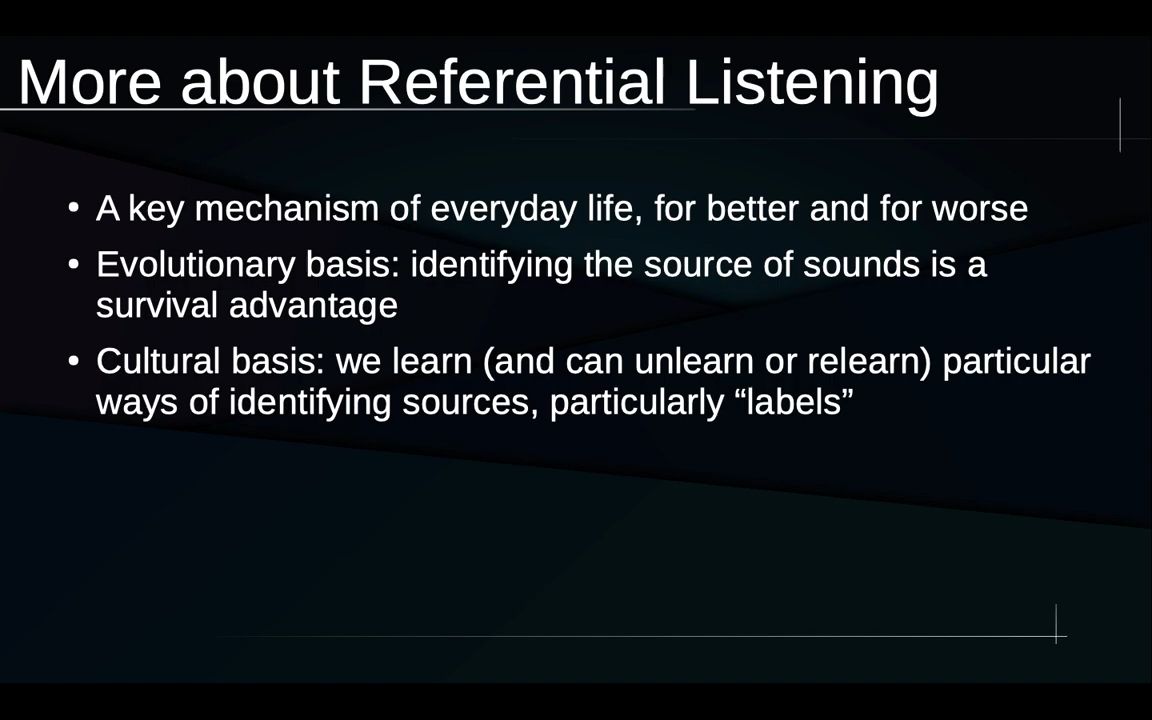 More about Referential Listening
• A key mechanism of everyday life, for better and for worse
• Evolutionary basis: identifying the source of sounds is a
survival advantage
• Cultural basis: we learn (and can unlearn or relearn) particular
ways of identifying sources, particularly “labels”